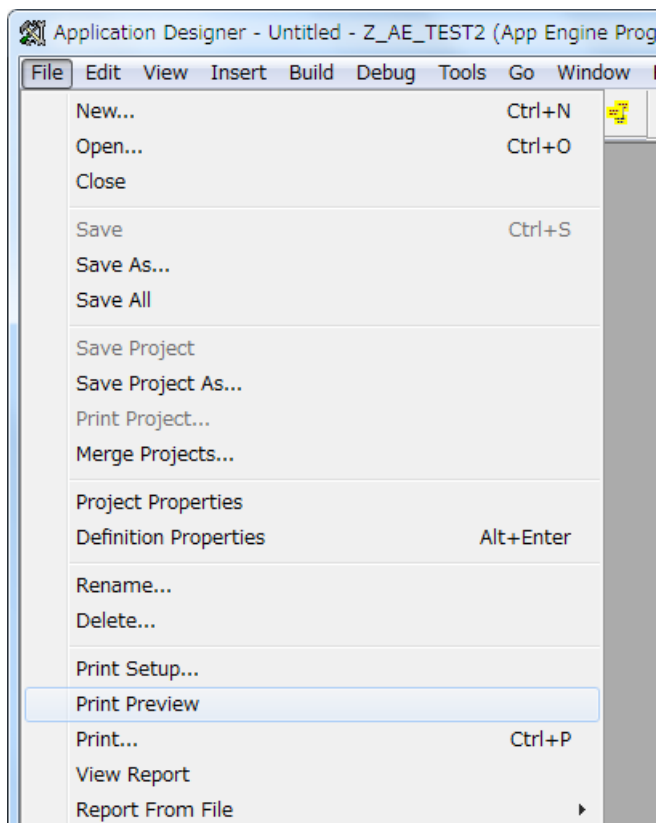 Application Designer - Untitled - Z_AE_TEST2 (App Engine Prog
File Edit View Insert Build Debug Tools Go Window
New... Ctrl+N
Open... Ctrl+O
Close
Save Ctrl+S
Save As...
Save All
Save Project
Save Project As...
Print Project...
Merge Projects...
Project Properties
Definition Properties Alt+Enter
Rename...
Delete...
Print Setup...
Print Preview
Print... Ctrl+P
View Report
Report From File